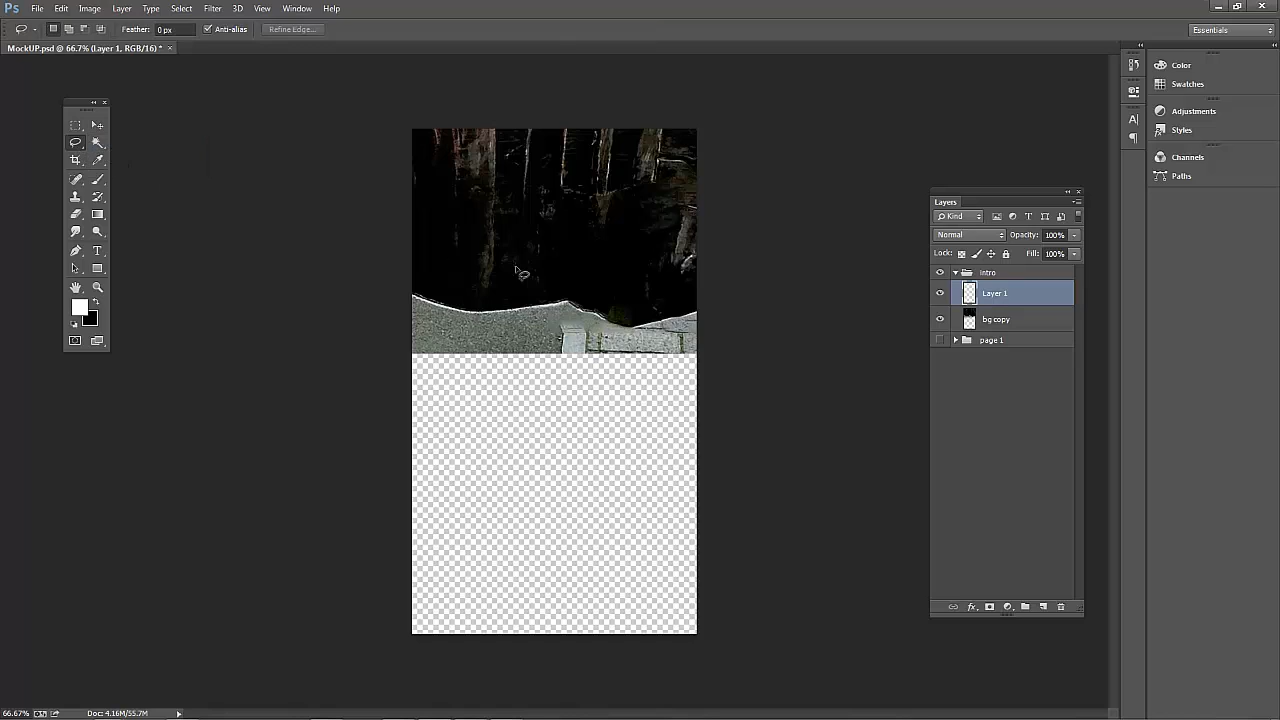 Ps File Edit Image Layer Type Select Filter 3D View Window Help
Feather: 0 px Anti-alias Refine Edge... Essentials
MockUP.psd @ 66.7% (Layer 1, RGB/16) * ×
Color
Swatches
Adjustments
Styles
Channels
Paths
Layers
Kind
Normal Opacity: 100%
Lock: Fill: 100%
intro
Layer 1
bg copy
page 1
66.67% Doc: 4.16M/55.7M